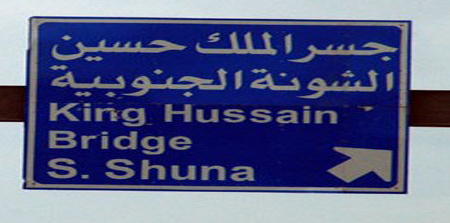 جسر الملك حسين
الشونة الجنوبية
King Hussain
Bridge
S. Shuna